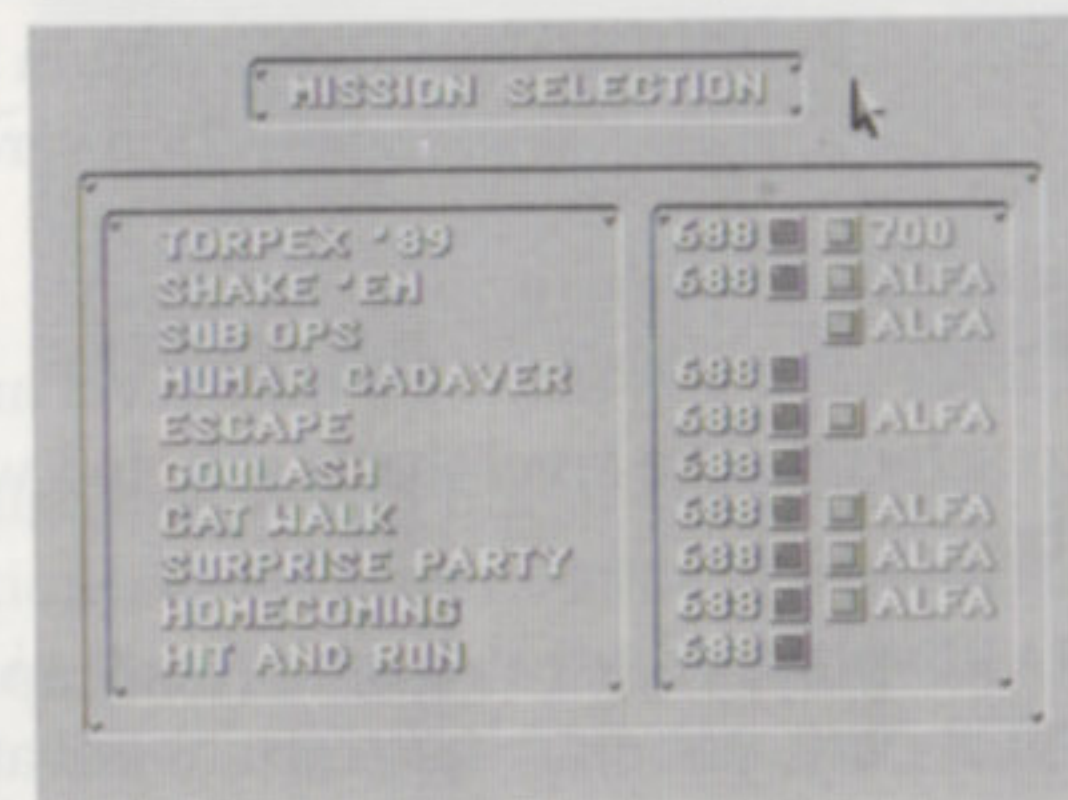 MISSION SELECTION
TORPEX '89 688 700
SHAKE 'EM 688 ALFA
SUB OPS ALFA
MUMAR CADAVER 688
ESCAPE 688 ALFA
GOULASH 688
CAT WALK 688 ALFA
SURPRISE PARTY 688 ALFA
HOMECOMING 688 ALFA
HIT AND RUN 688